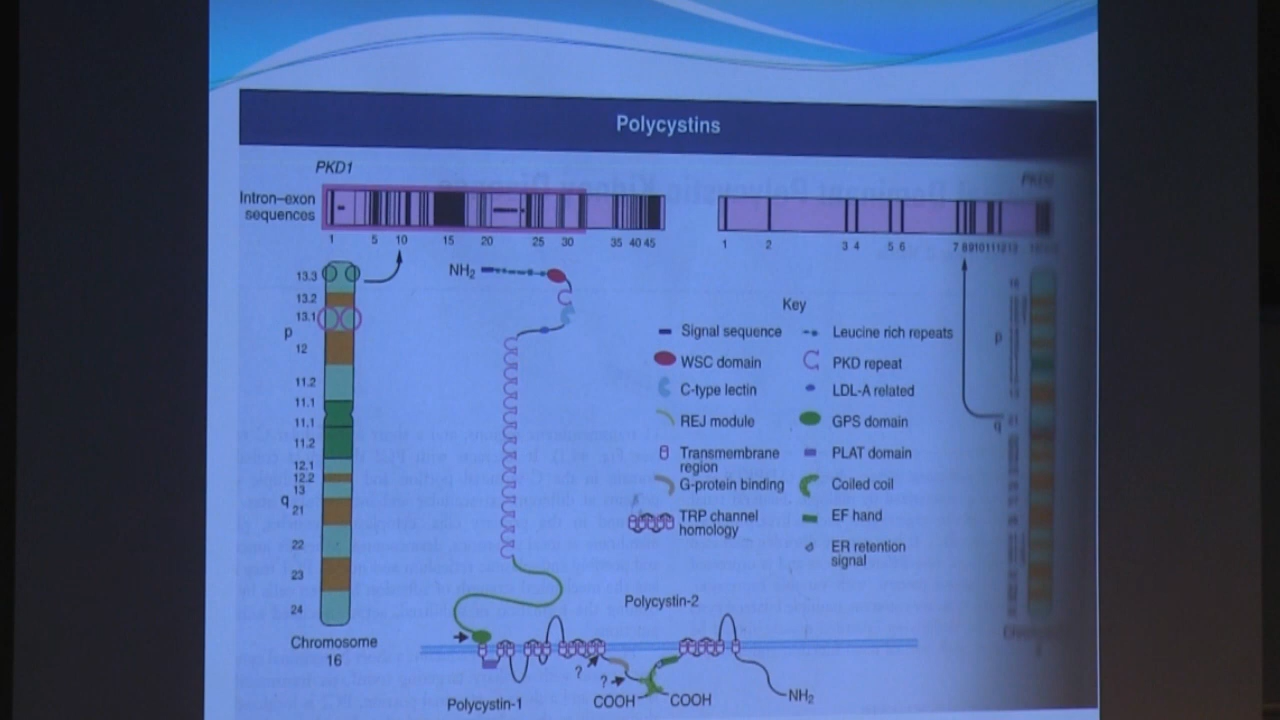 Polycystins
PKD1
Intron–exon
sequences
1 5 10 15 20 25 30 35 40 45
1 2 3 4 5 6 7 8 9 10 11 12 13
NH2
13.3
13.2
13.1
p
12
11.2
11.1
11.1
11.2
12.1
12.2
13
q
21
22
23
24
Chromosome
16
Key
Signal sequence
Leucine rich repeats
WSC domain
PKD repeat
C-type lectin
LDL-A related
REJ module
GPS domain
Transmembrane
region
PLAT domain
G-protein binding
Coiled coil
TRP channel
homology
EF hand
ER retention
signal
p
q
Polycystin-2
?
?
Polycystin-1
COOH
COOH
NH2